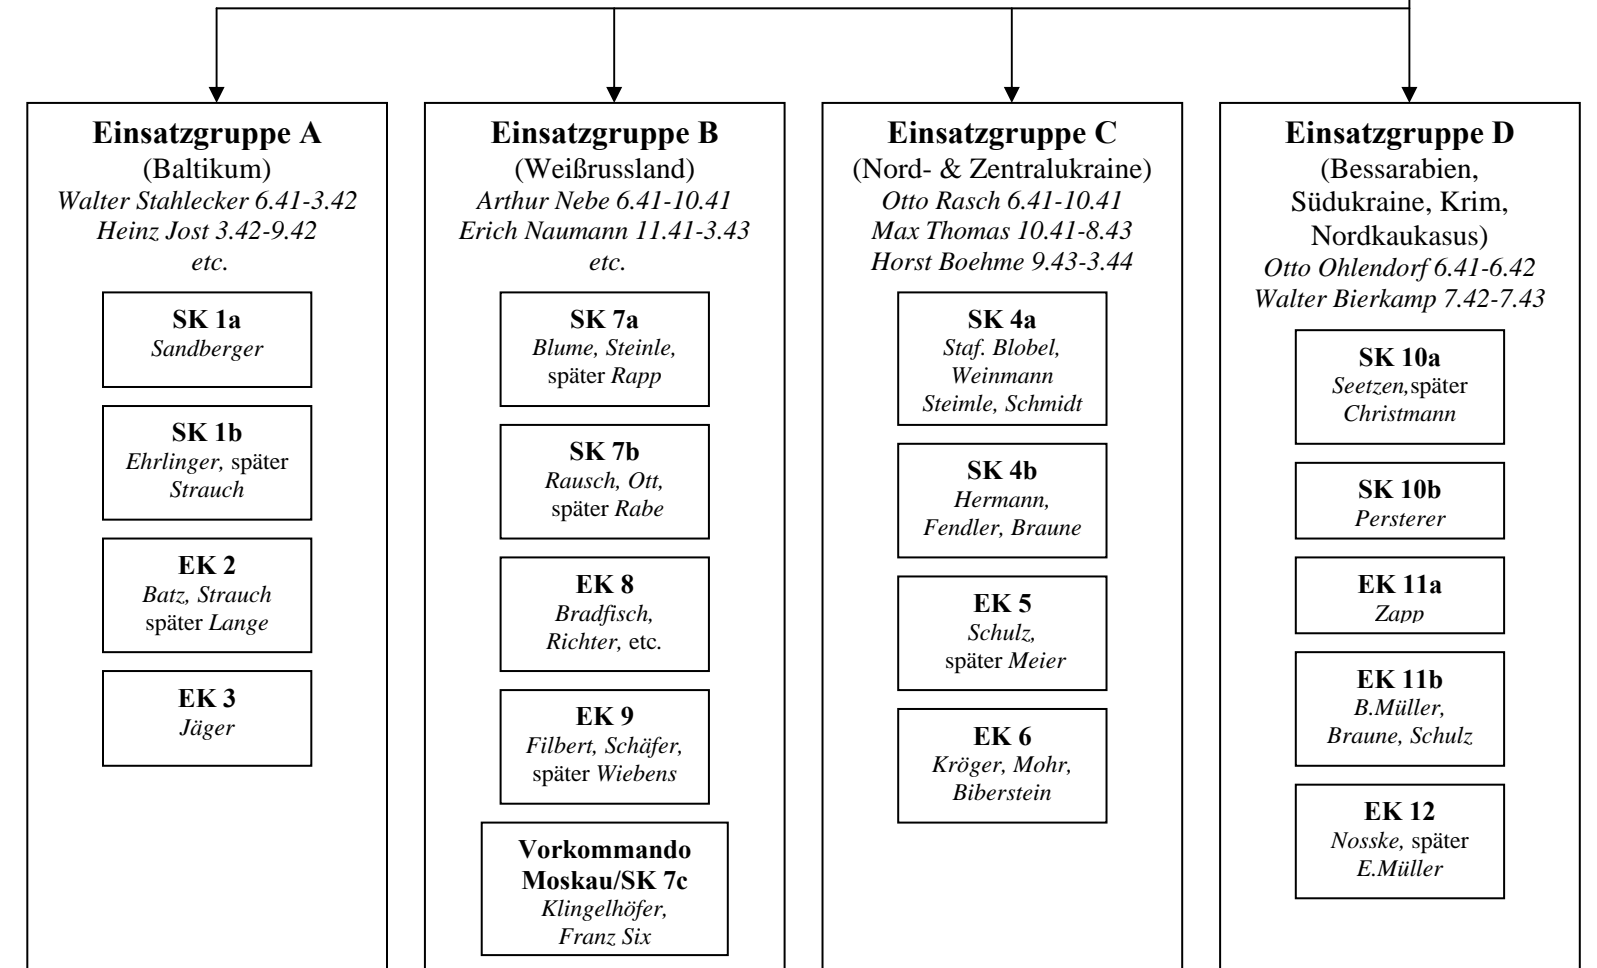 Einsatzgruppe A
(Baltikum)
Walter Stahlecker 6.41-3.42
Heinz Jost 3.42-9.42
etc.
SK 1a
Sandberger
SK 1b
Ehrlinger, später
Strauch
EK 2
Batz, Strauch
später Lange
EK 3
Jäger
Einsatzgruppe B
(Weißrussland)
Arthur Nebe 6.41-10.41
Erich Naumann 11.41-3.43
etc.
SK 7a
Blume, Steinle,
später Rapp
SK 7b
Rausch, Ott,
später Rabe
EK 8
Bradfisch,
Richter, etc.
EK 9
Filbert, Schäfer,
später Wiebens
Vorkommando
Moskau/SK 7c
Klingelhöfer,
Franz Six
Einsatzgruppe C
(Nord- & Zentralukraine)
Otto Rasch 6.41-10.41
Max Thomas 10.41-8.43
Horst Boehme 9.43-3.44
SK 4a
Staf. Blobel,
Weinmann
Steimle, Schmidt
SK 4b
Hermann,
Fendler, Braune
EK 5
Schulz,
später Meier
EK 6
Kröger, Mohr,
Biberstein
Einsatzgruppe D
(Bessarabien,
Südukraine, Krim,
Nordkaukasus)
Otto Ohlendorf 6.41-6.42
Walter Bierkamp 7.42-7.43
SK 10a
Seetzen,später
Christmann
SK 10b
Persterer
EK 11a
Zapp
EK 11b
B.Müller,
Braune, Schulz
EK 12
Nosske, später
E.Müller